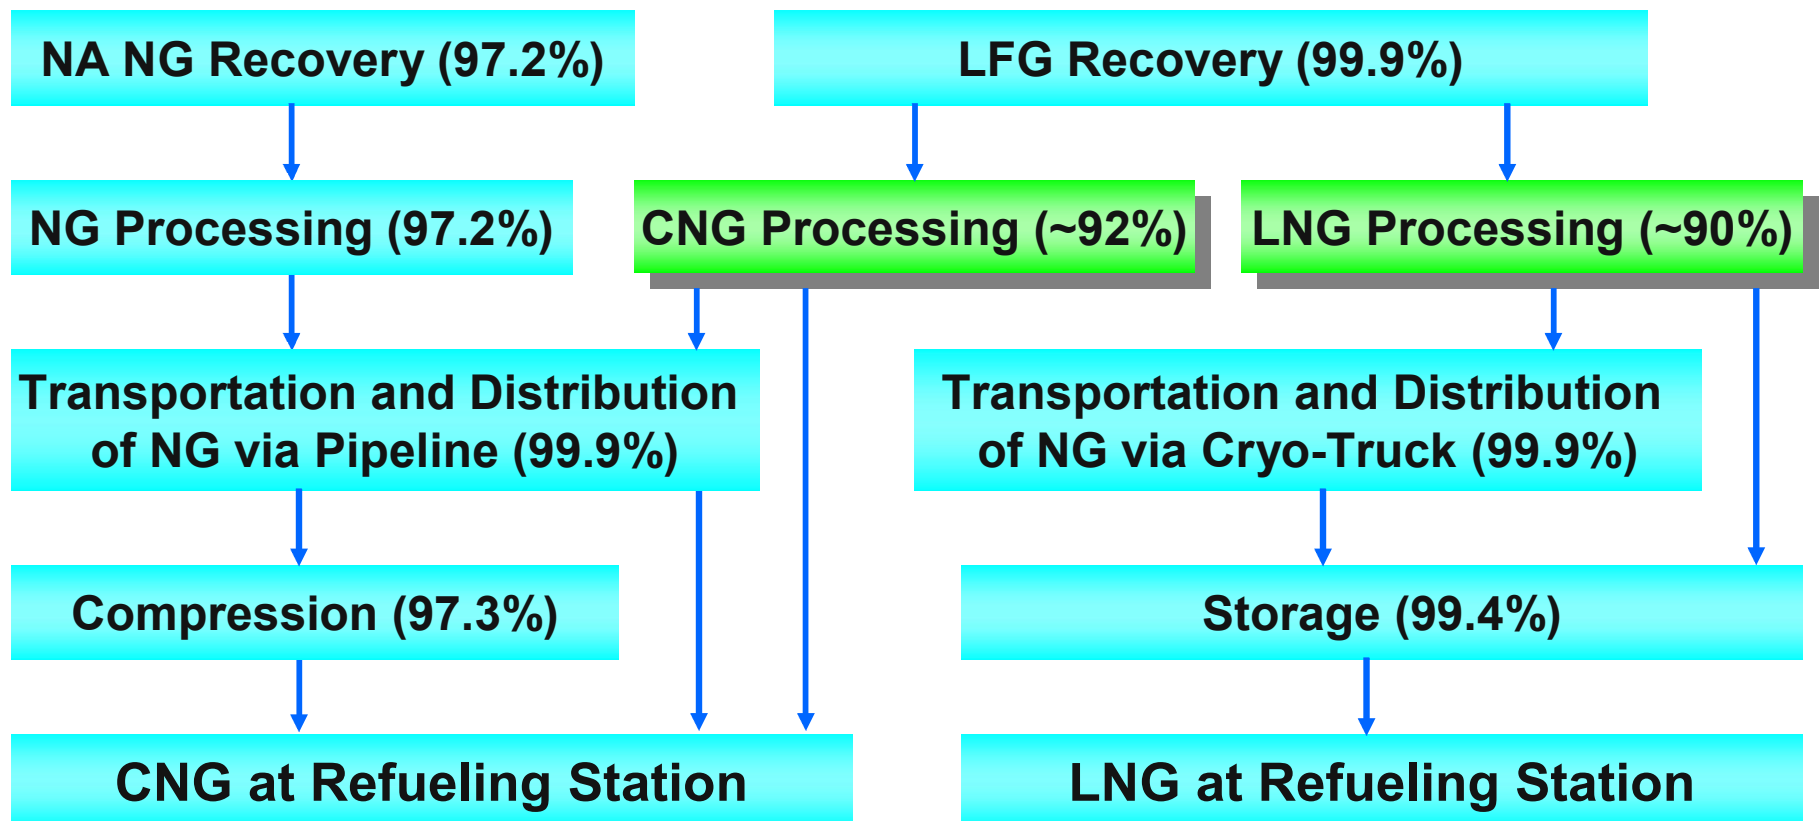 NA NG Recovery (97.2%)
LFG Recovery (99.9%)
NG Processing (97.2%)
CNG Processing (~92%)
LNG Processing (~90%)
Transportation and Distribution
of NG via Pipeline (99.9%)
Transportation and Distribution
of NG via Cryo-Truck (99.9%)
Compression (97.3%)
Storage (99.4%)
CNG at Refueling Station
LNG at Refueling Station